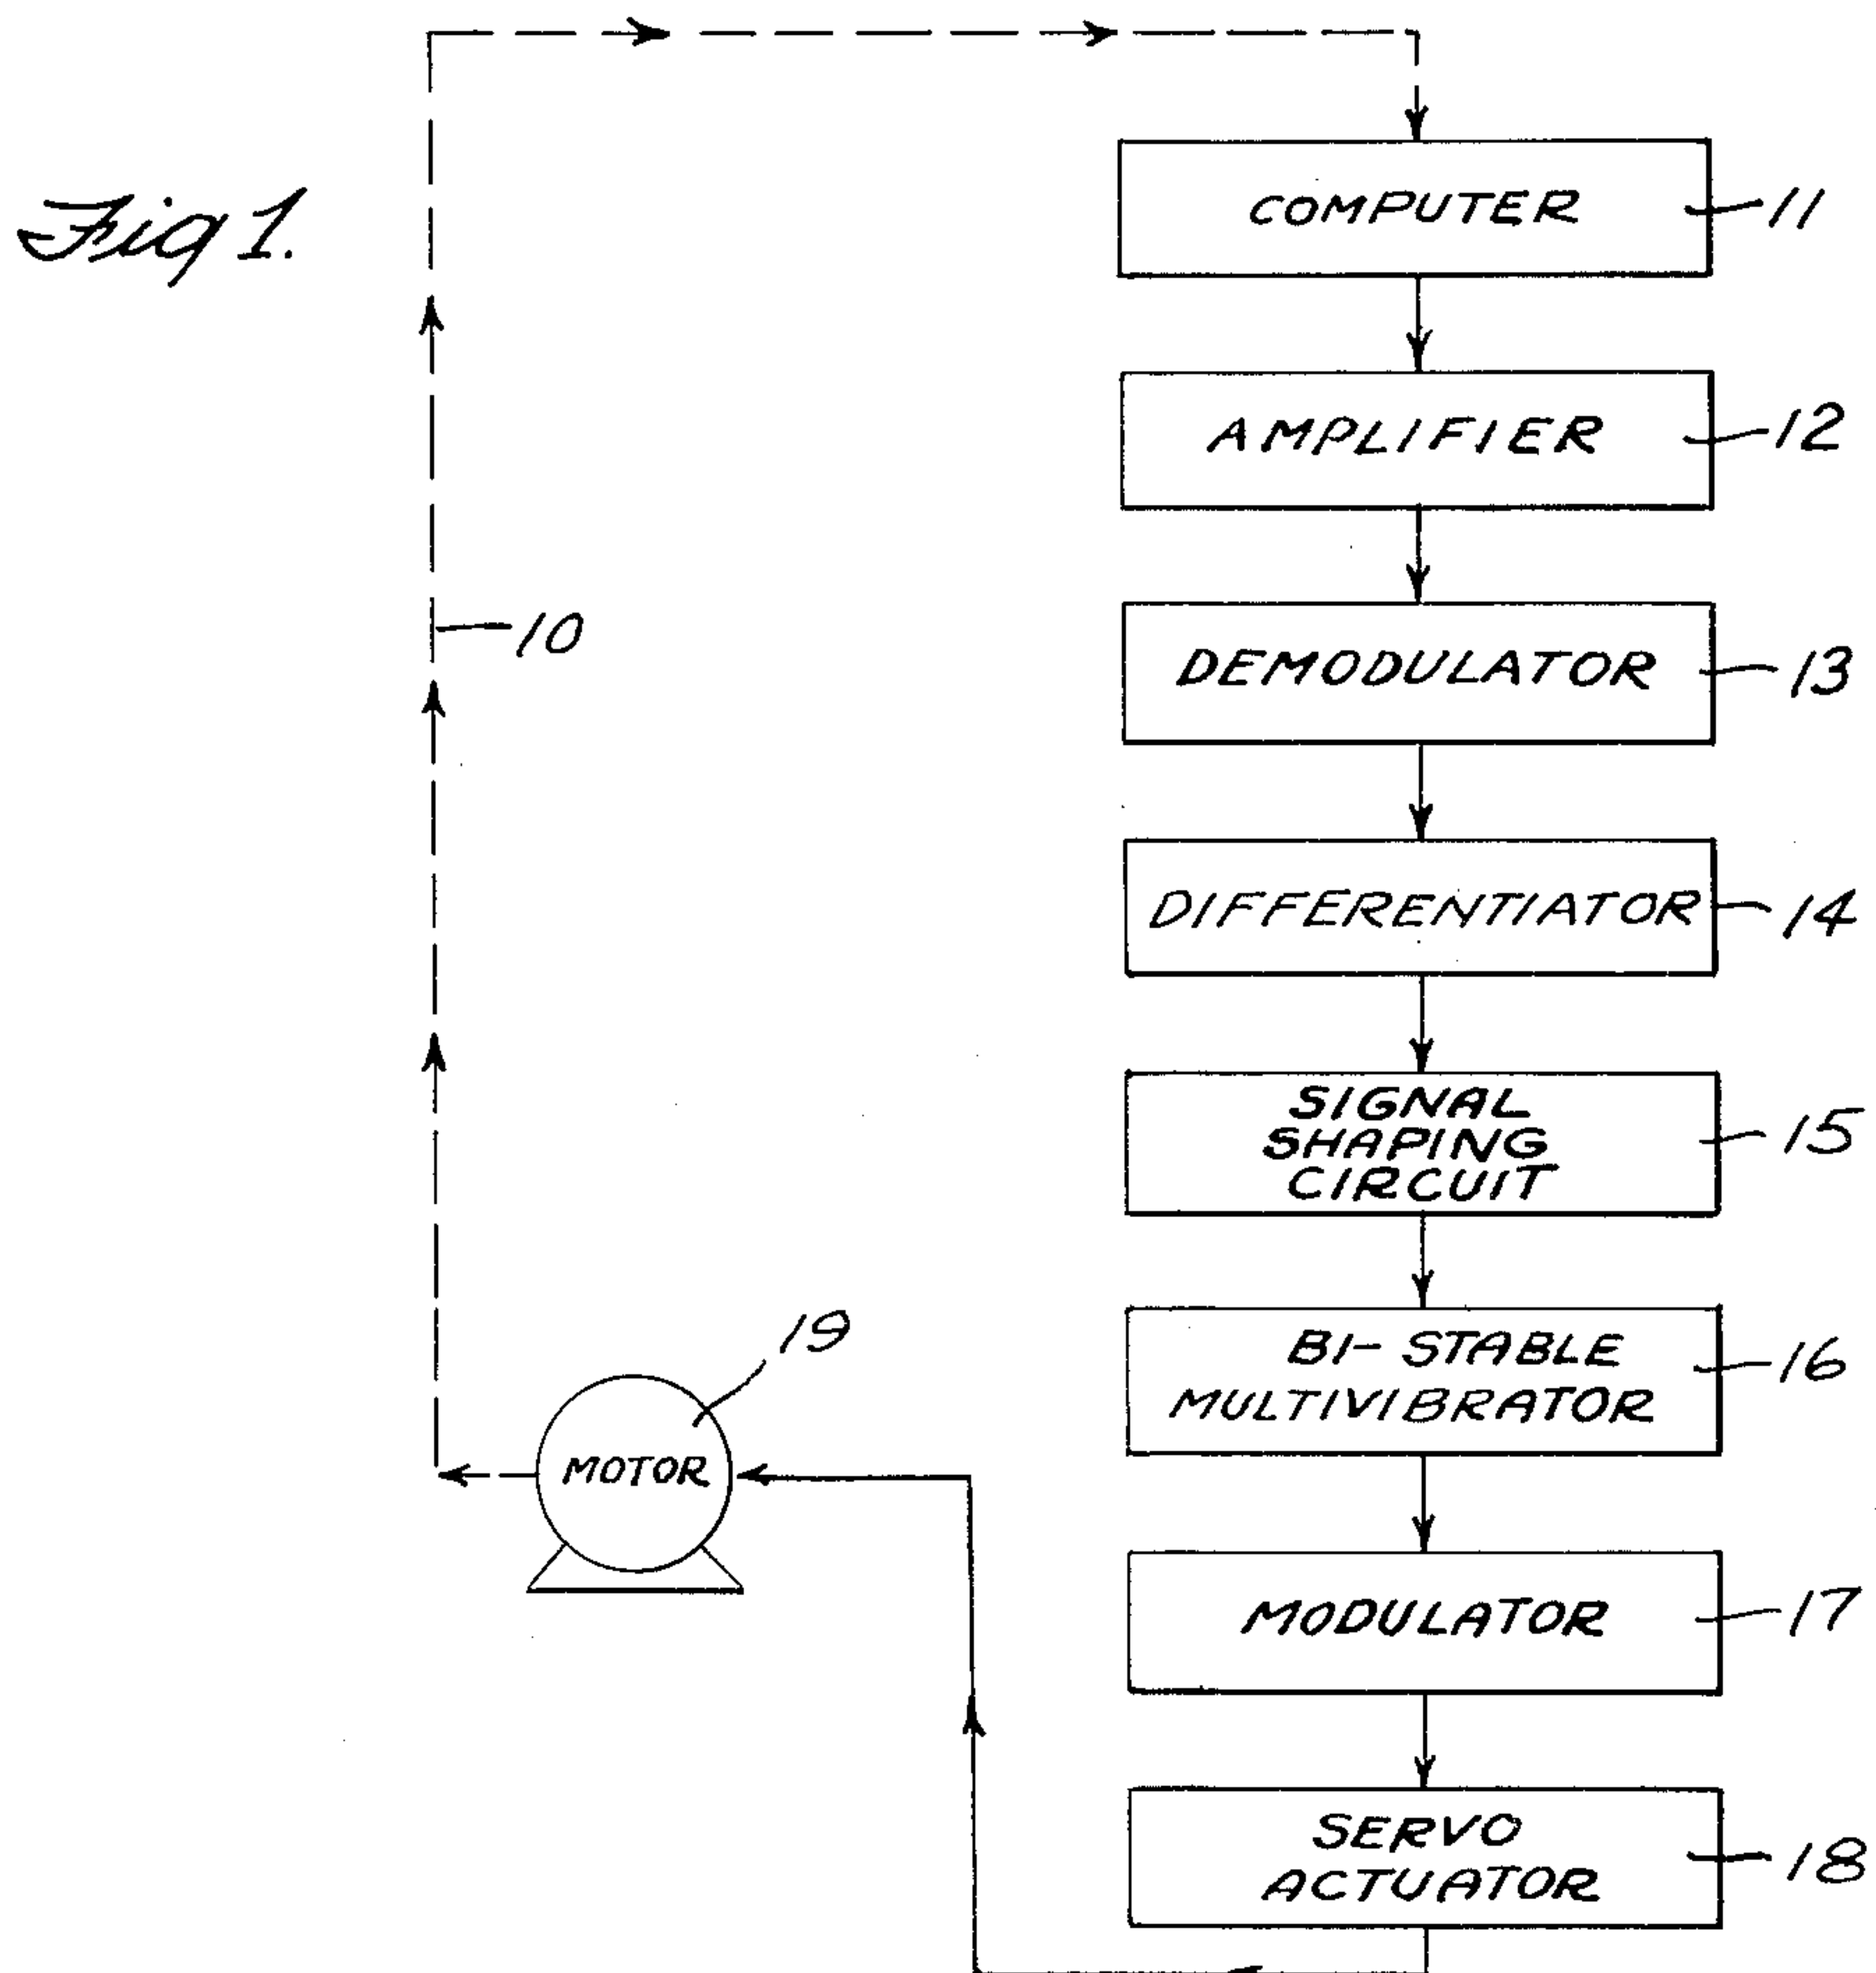 Fig 1.
COMPUTER
11
AMPLIFIER
12
10
DEMODULATOR
13
DIFFERENTIATOR
14
SIGNAL
SHAPING
CIRCUIT
15
19
BI-STABLE
MULTIVIBRATOR
16
MOTOR
MODULATOR
17
SERVO
ACTUATOR
18